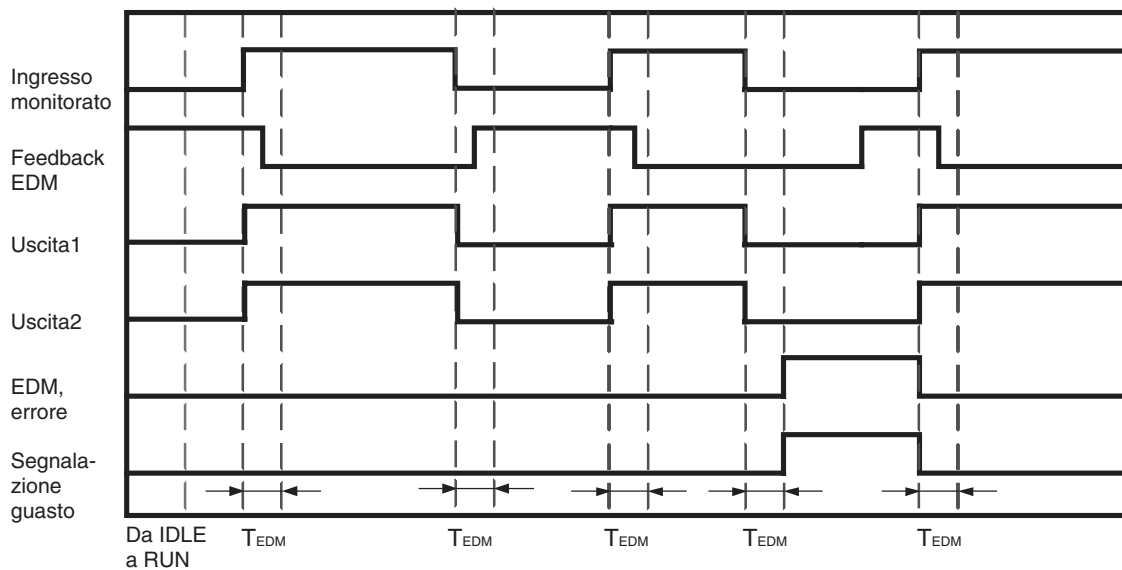 Ingresso
monitorato
Feedback
EDM
Uscita1
Uscita2
EDM,
errore
Segnala-
zione
guasto
Da IDLE
a RUN
TEDM
TEDM
TEDM
TEDM
TEDM